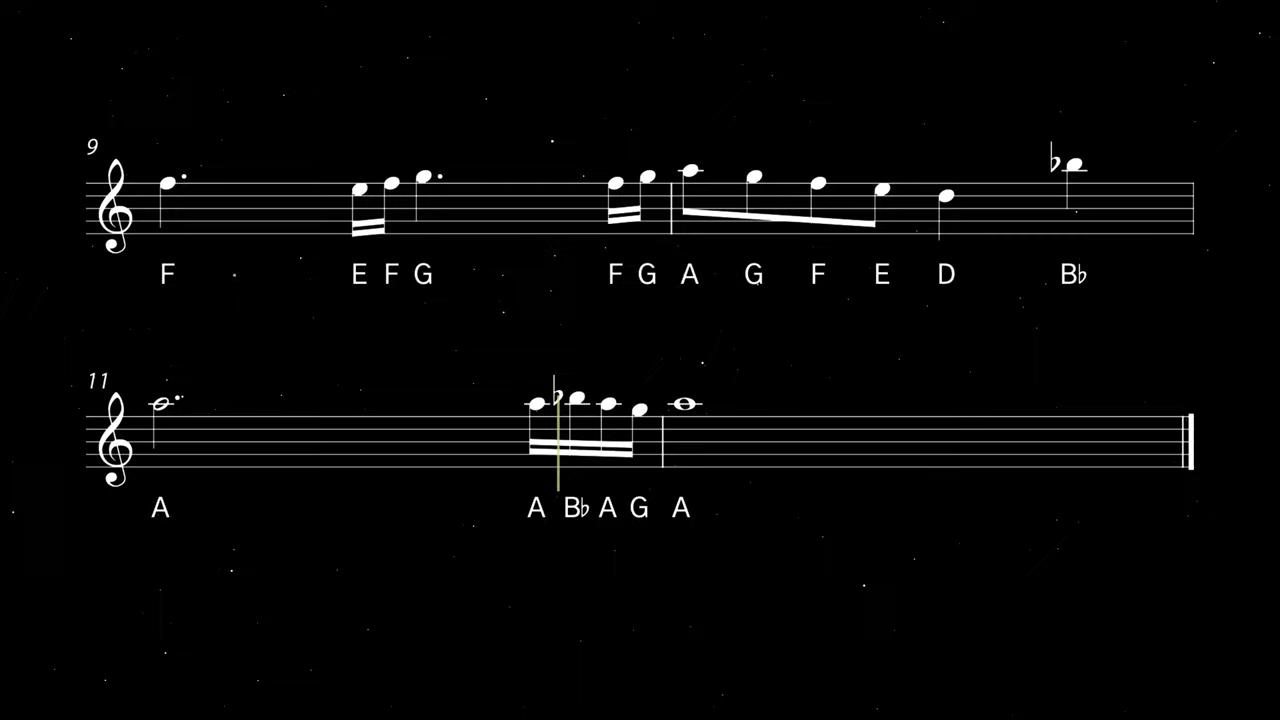 9
F E F G F G A G F E D B♭
11
A A B♭ A G A